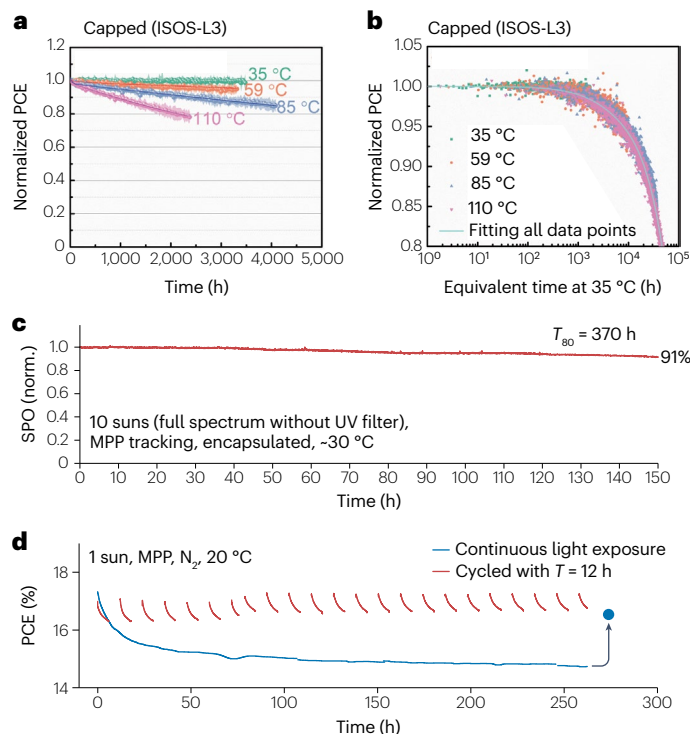 a
Capped (ISOS-L3)
1.2
1.0
0.8
0.6
0.4
0.2
0
Normalized PCE
35 °C
59 °C
85 °C
110 °C
0 1,000 2,000 3,000 4,000 5,000
Time (h)
b
Capped (ISOS-L3)
1.05
1.00
0.95
0.90
0.85
0.8
Normalized PCE
35 °C
59 °C
85 °C
110 °C
Fitting all data points
10⁰ 10¹ 10² 10³ 10⁴ 10⁵
Equivalent time at 35 °C (h)
c
1.0
0.8
0.6
0.4
0.2
0
SPO (norm.)
T₈₀ = 370 h
91%
10 suns (full spectrum without UV filter),
MPP tracking, encapsulated, ~30 °C
0 10 20 30 40 50 60 70 80 90 100 110 120 130 140 150
Time (h)
d
1 sun, MPP, N₂, 20 °C
Continuous light exposure
Cycled with T = 12 h
18
16
14
PCE (%)
0 50 100 150 200 250 300
Time (h)